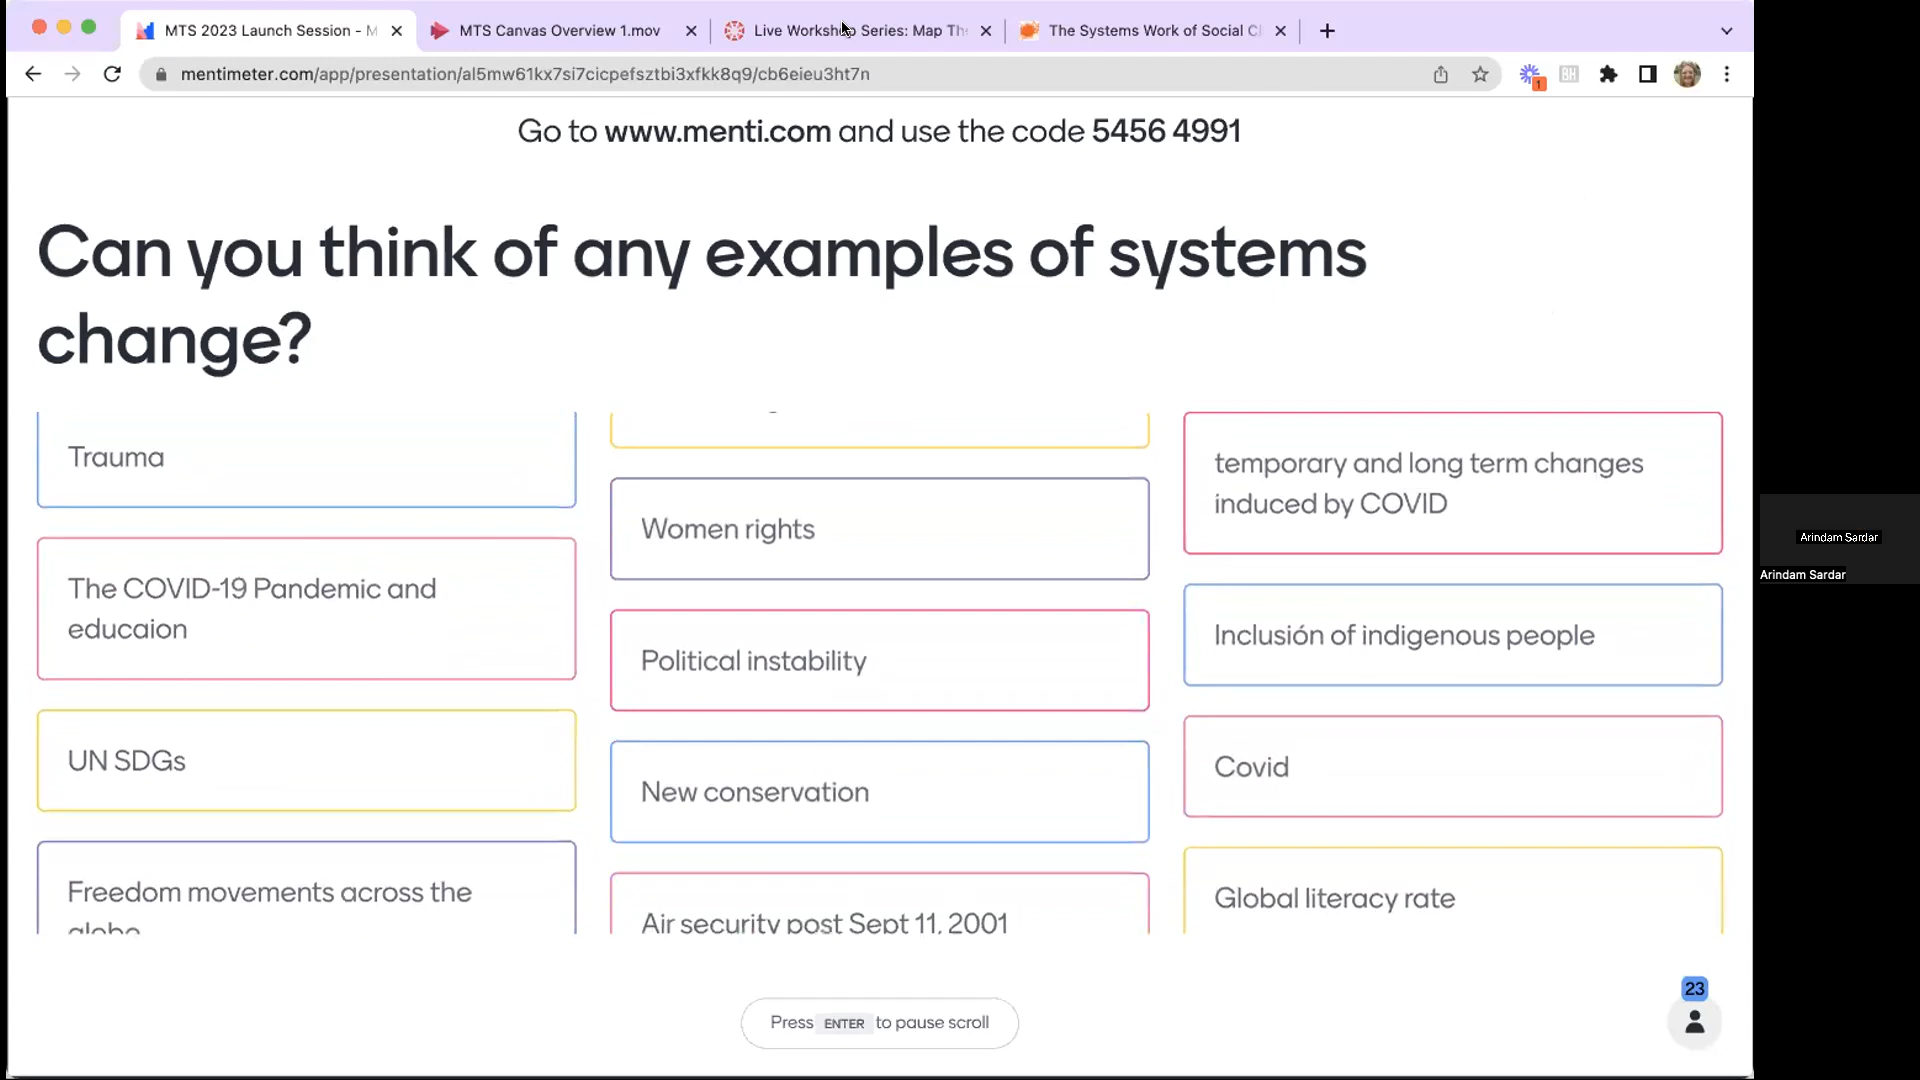 MTS 2023 Launch Session - M
MTS Canvas Overview 1.mov
Live Workshop Series: Map Th
The Systems Work of Social Cl
mentimeter.com/app/presentation/al5mw61kx7si7cicpefsztbi3xfkk8q9/cb6eieu3ht7n
1
BH
Go to www.menti.com and use the code 5456 4991
Can you think of any examples of systems
change?
Trauma
The COVID-19 Pandemic and
educaion
UN SDGs
Freedom movements across the
globe
Women rights
Political instability
New conservation
Air security post Sept 11, 2001
temporary and long term changes
induced by COVID
Inclusión of indigenous people
Covid
Global literacy rate
Arindam Sardar
Arindam Sardar
23
Press ENTER to pause scroll